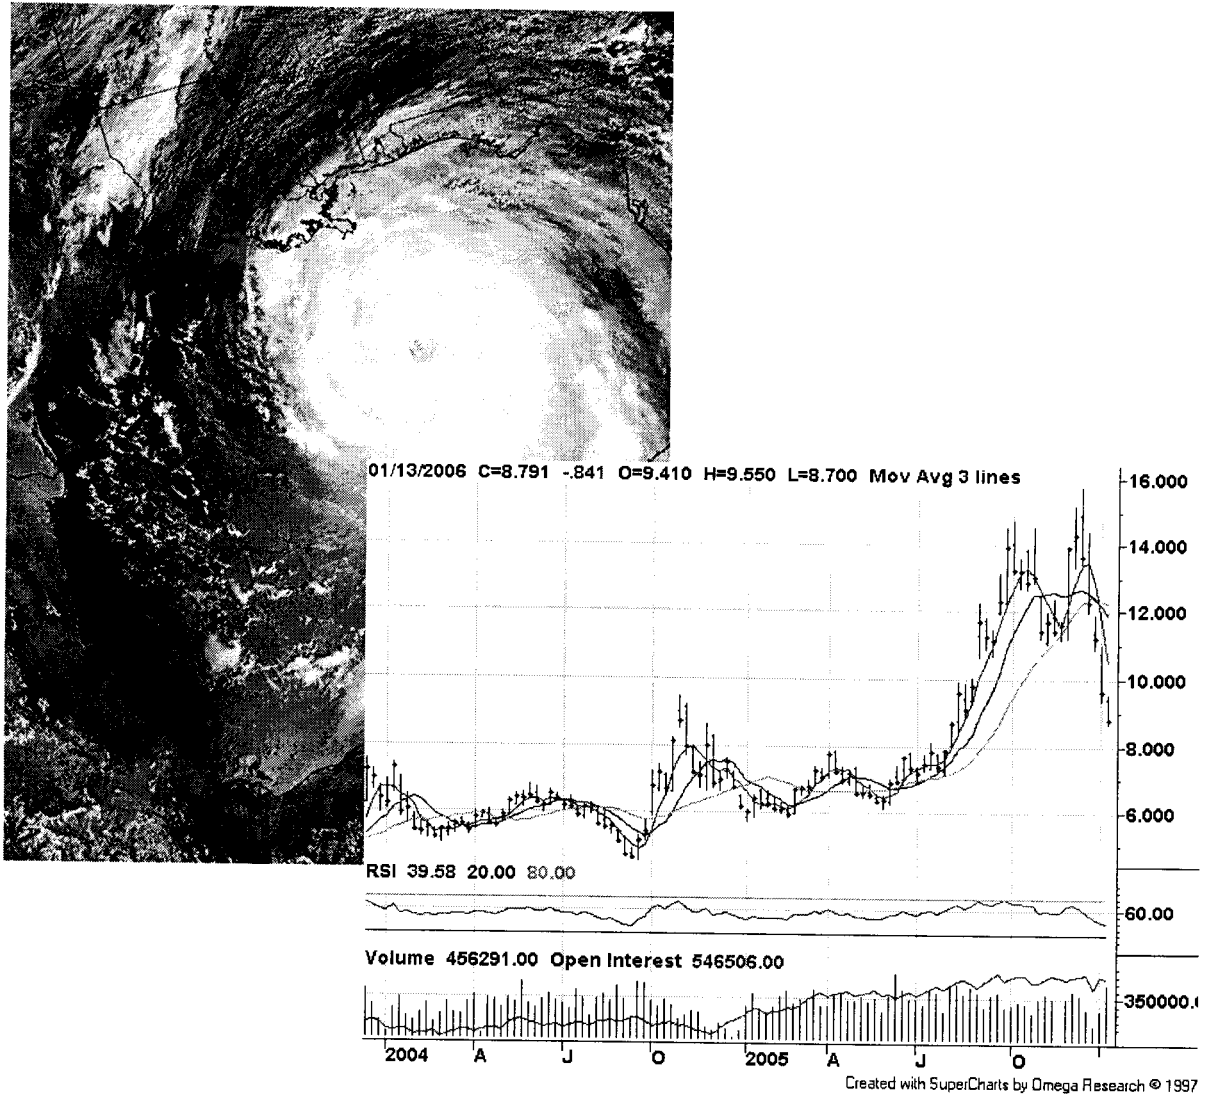 01/13/2006 C=8.791 -.841 O=9.410 H=9.550 L=8.700 Mov Avg 3 lines
16.000
14.000
12.000
10.000
8.000
6.000
RSI 39.58 20.00 80.00
60.00
Volume 456291.00 Open Interest 546506.00
350000.0
2004 A J O 2005 A J O
Created with SuperCharts by Omega Research © 1997